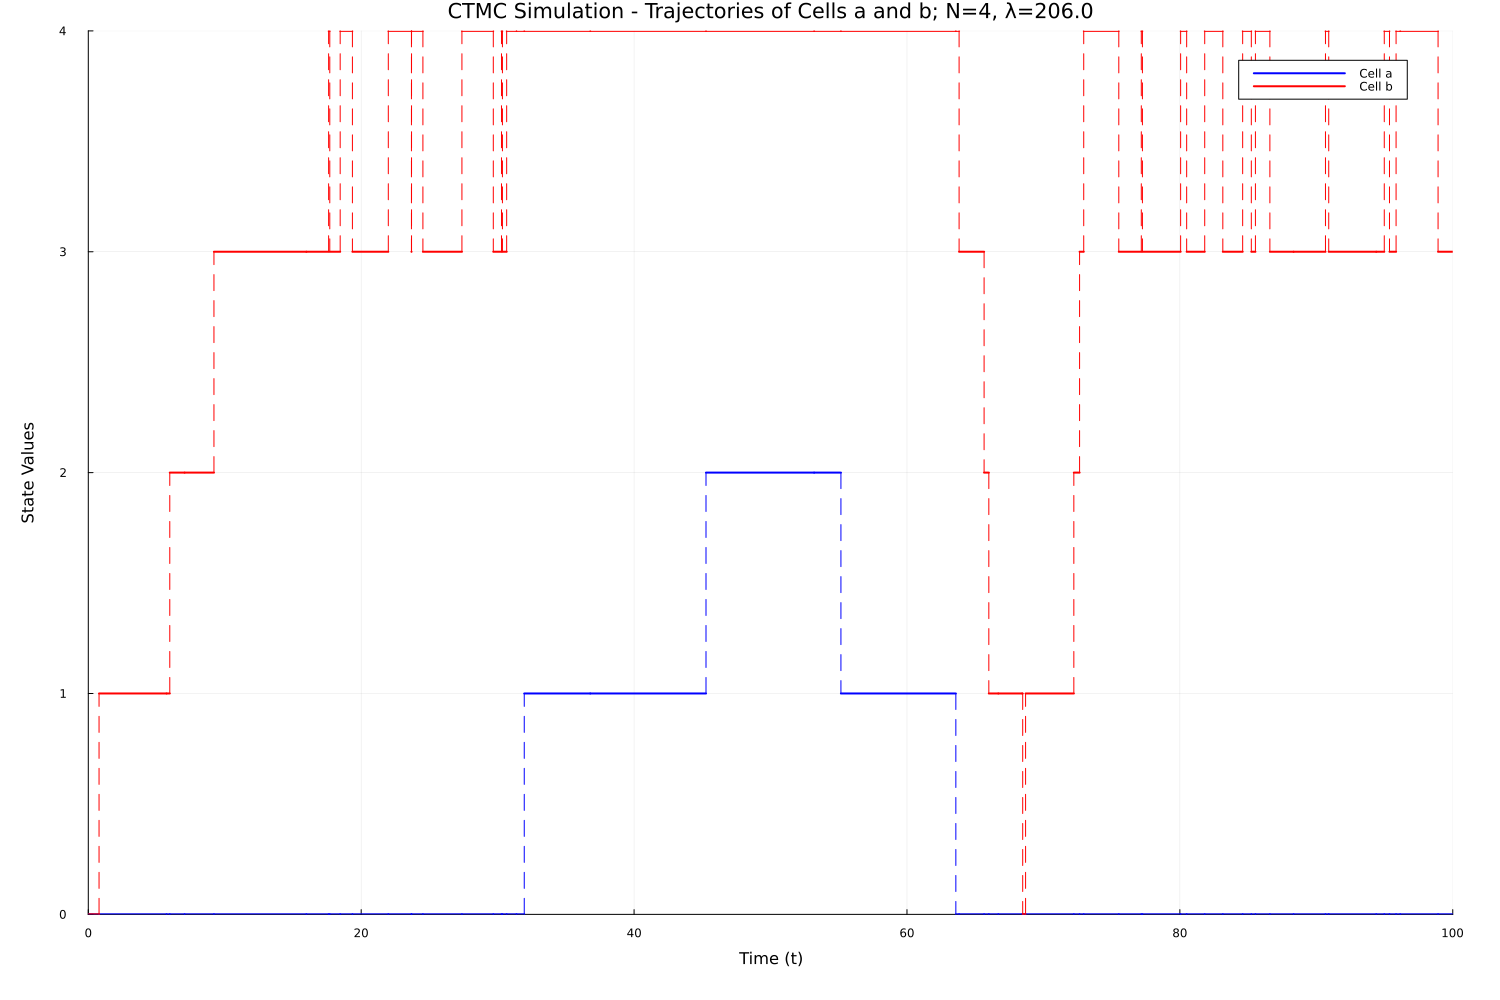 CTMC Simulation - Trajectories of Cells a and b; N=4, λ=206.0
Cell a
Cell b
State Values
4
3
2
1
0
0 20 40 60 80 100
Time (t)